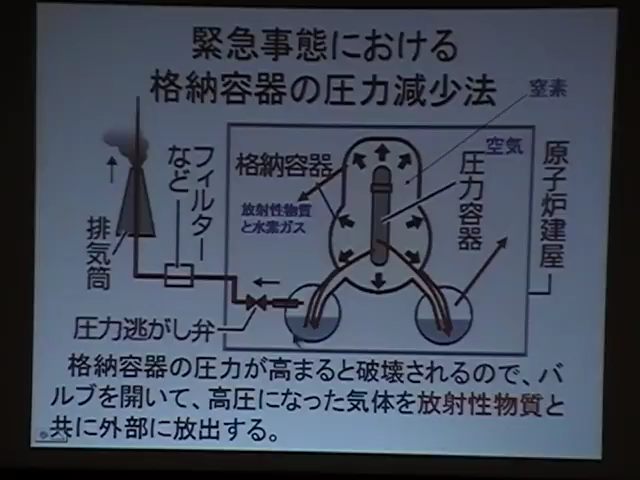 緊急事態における
格納容器の圧力減少法
窒素
空気
格納容器
圧力容器
原子炉建屋
フィルター
など
放射性物質
と水素ガス
排気筒
圧力逃がし弁
格納容器の圧力が高まると破壊されるので、バ
ルブを開いて、高圧になった気体を放射性物質と
共に外部に放出する。